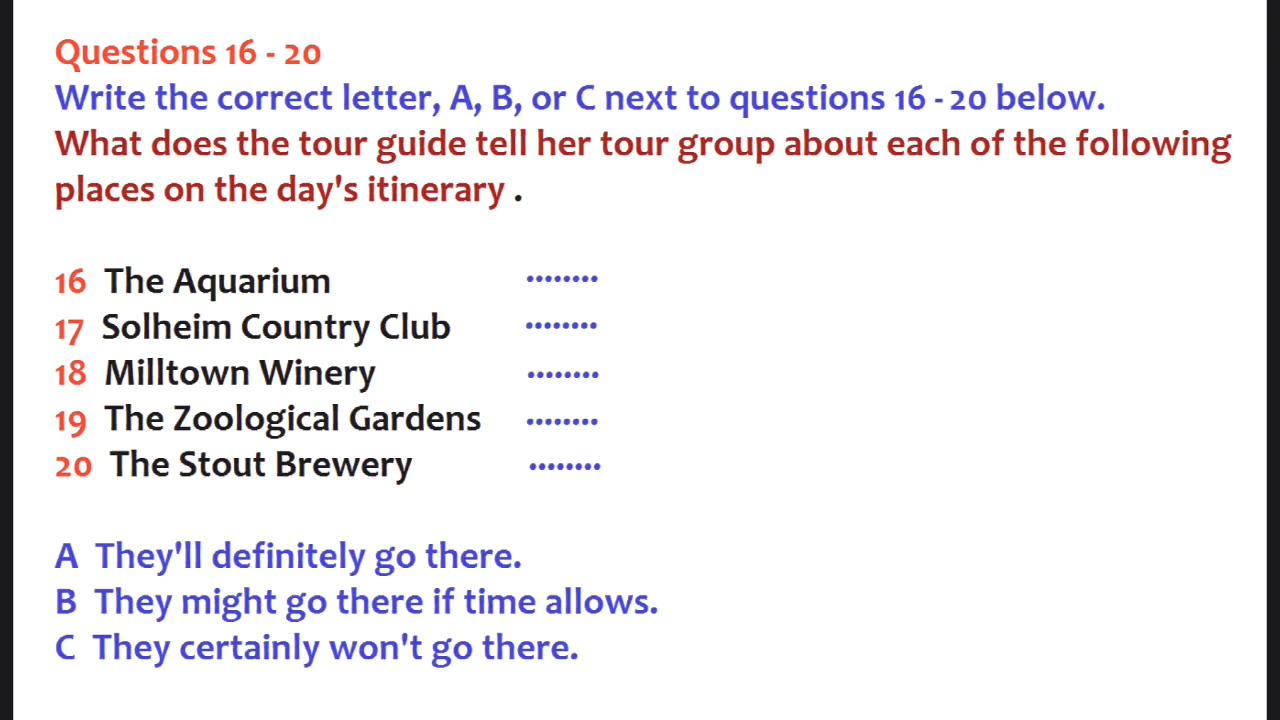 Questions 16 - 20
Write the correct letter, A, B, or C next to questions 16 - 20 below.
What does the tour guide tell her tour group about each of the following
places on the day's itinerary .
16 The Aquarium ........
17 Solheim Country Club ........
18 Milltown Winery ........
19 The Zoological Gardens ........
20 The Stout Brewery ........
A They'll definitely go there.
B They might go there if time allows.
C They certainly won't go there.